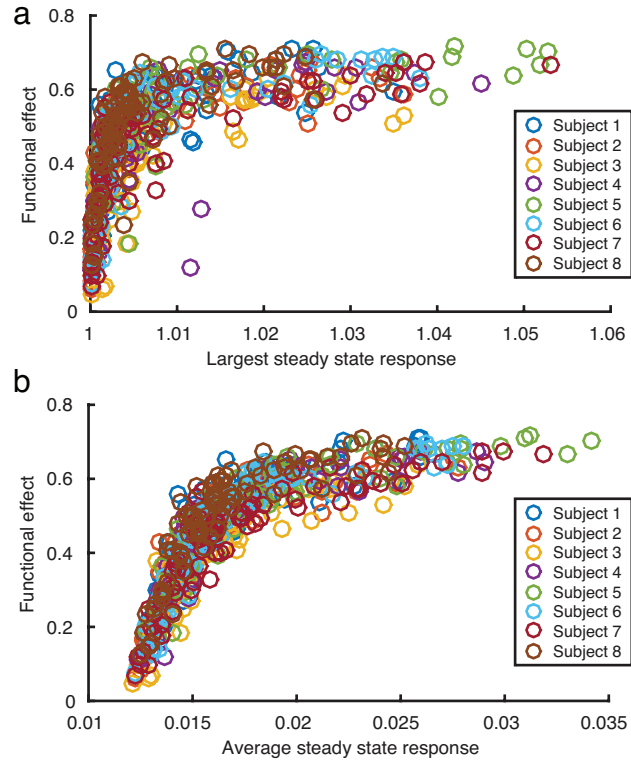 a
0.8
0.6
0.4
0.2
0
Functional effect
1
1.01
1.02
1.03
1.04
1.05
1.06
Largest steady state response
Subject 1
Subject 2
Subject 3
Subject 4
Subject 5
Subject 6
Subject 7
Subject 8
b
0.8
0.6
0.4
0.2
0
Functional effect
0.01
0.015
0.02
0.025
0.03
0.035
Average steady state response
Subject 1
Subject 2
Subject 3
Subject 4
Subject 5
Subject 6
Subject 7
Subject 8